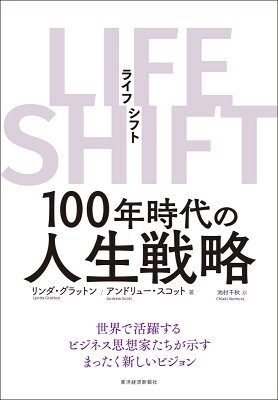 LIFE
ライフ シフト
SHIFT
100年時代の
人生戦略
リンダ・グラットン / アンドリュー・スコット 著 池村千秋 訳
Lynda Gratton Andrew Scott Chiaki Ikemura
世界で活躍する
ビジネス思想家たちが示す
まったく新しいビジョン
東洋経済新報社